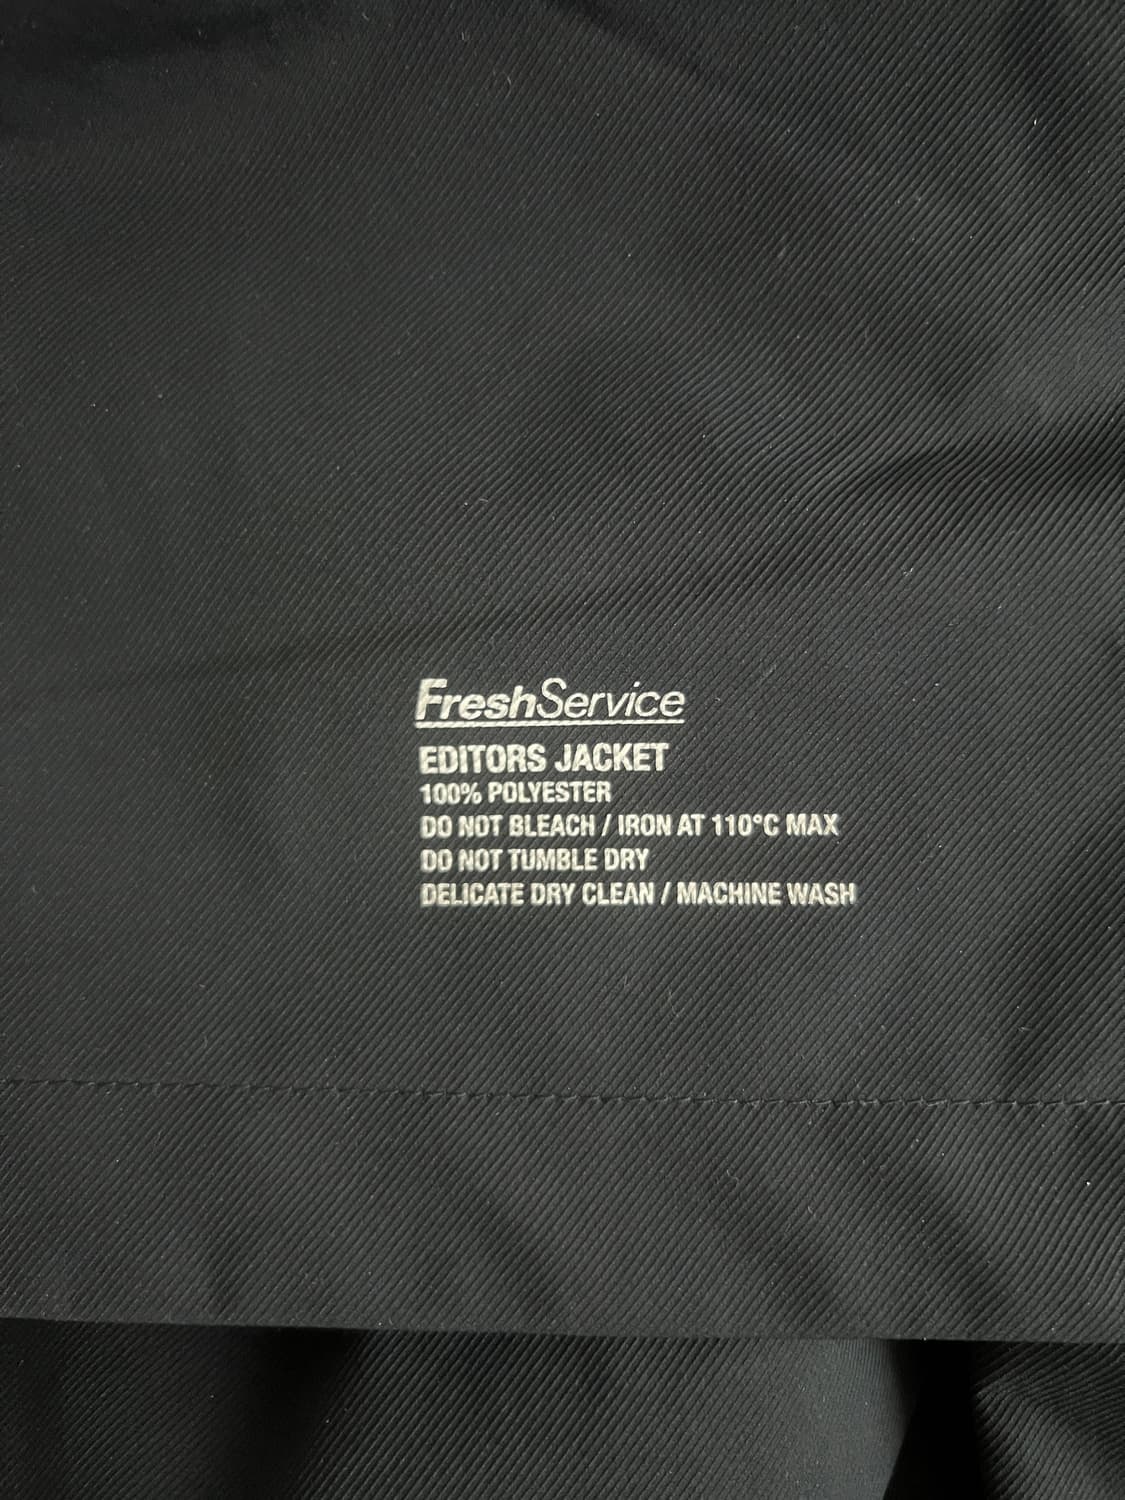 FreshService
EDITORS JACKET
100% POLYESTER
DO NOT BLEACH / IRON AT 110°C MAX
DO NOT TUMBLE DRY
DELICATE DRY CLEAN / MACHINE WASH